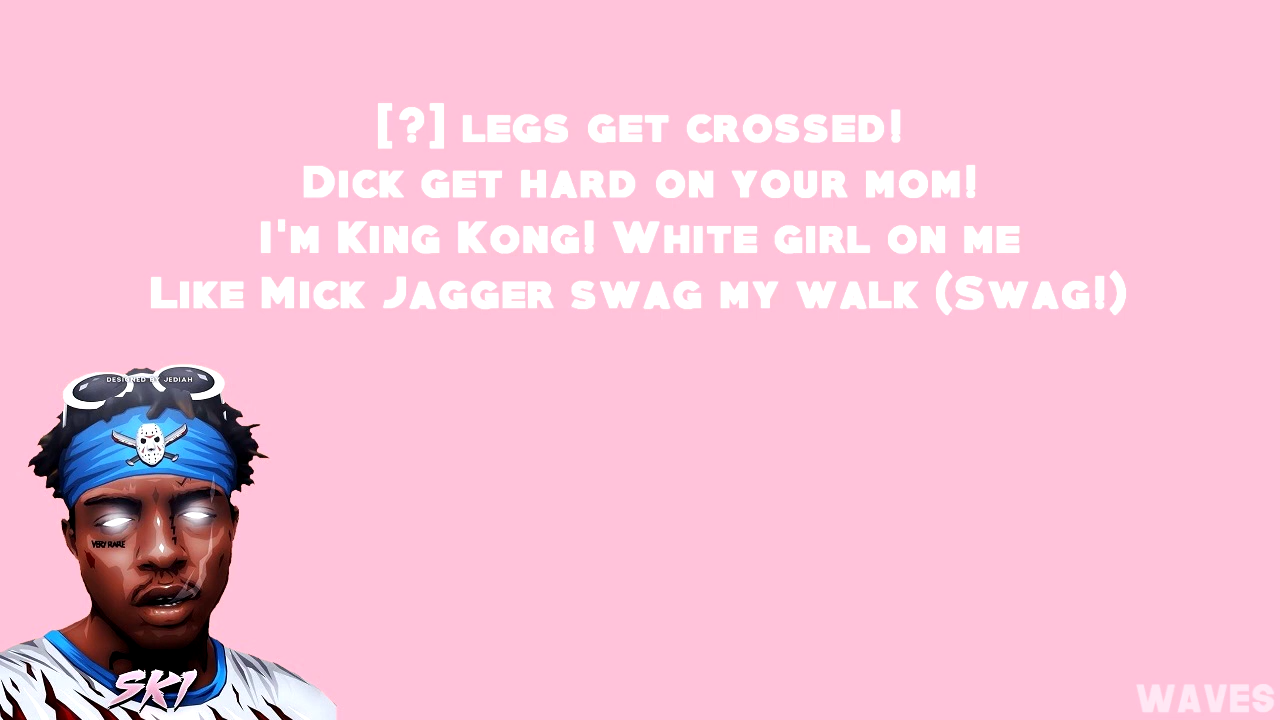 [?] LEGS GET CROSSED!
DICK GET HARD ON YOUR MOM!
I'M KING KONG! WHITE GIRL ON ME
LIKE MICK JAGGER SWAG MY WALK (SWAG!)
DESIGNED BY JEDIAH
VERY RARE
SKI
WAVES